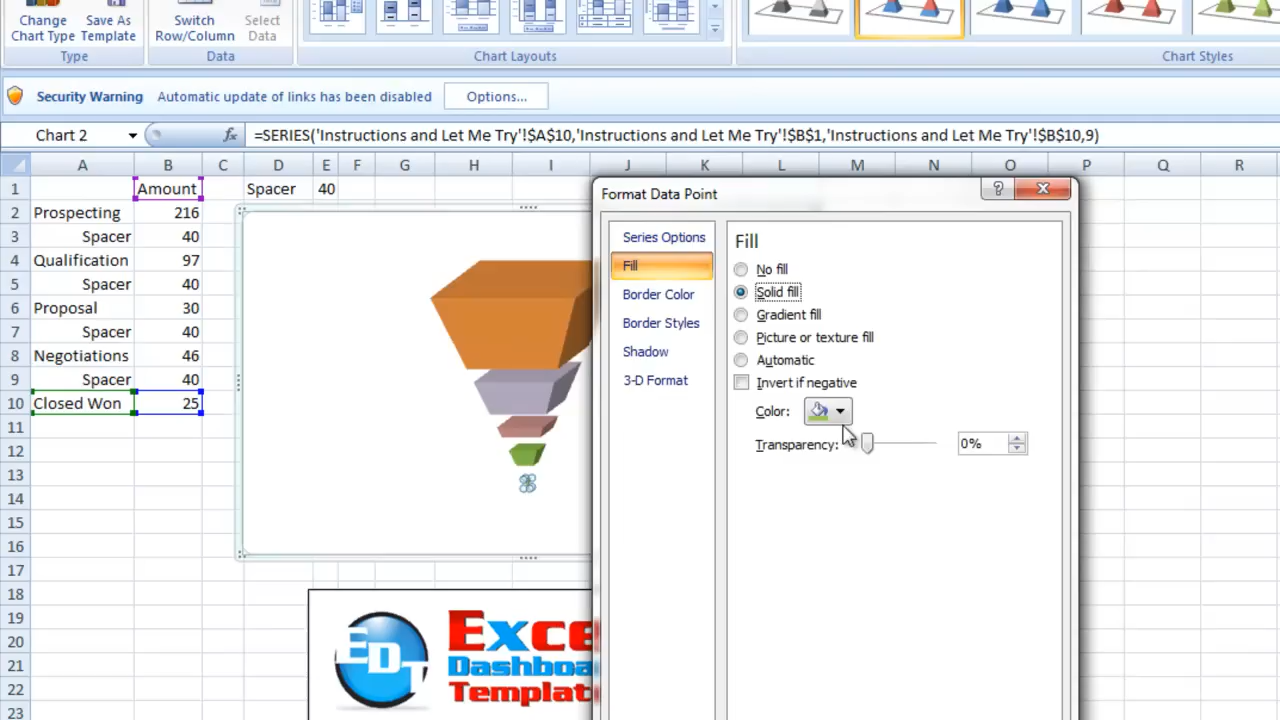 Change Save As Switch Select
Chart Type Template Row/Column Data
Type Data Chart Layouts Chart Styles
Security Warning Automatic update of links has been disabled Options...
Chart 2 fx =SERIES('Instructions and Let Me Try'!$A$10,'Instructions and Let Me Try'!$B$1,'Instructions and Let Me Try'!$B$10,9)
A B C D E F G H I J K L M N O P Q R
1 Amount Spacer 40
2 Prospecting 216
3 Spacer 40
4 Qualification 97
5 Spacer 40
6 Proposal 30
7 Spacer 40
8 Negotiations 46
9 Spacer 40
10 Closed Won 25
11
12
13
14
15
16
17
18
19
20
21
22
23
Format Data Point ?
Series Options
Fill
Border Color
Border Styles
Shadow
3-D Format
Fill
No fill
Solid fill
Gradient fill
Picture or texture fill
Automatic
Invert if negative
Color:
Transparency: 0%
EDT
Exce
Dashboa
Templat